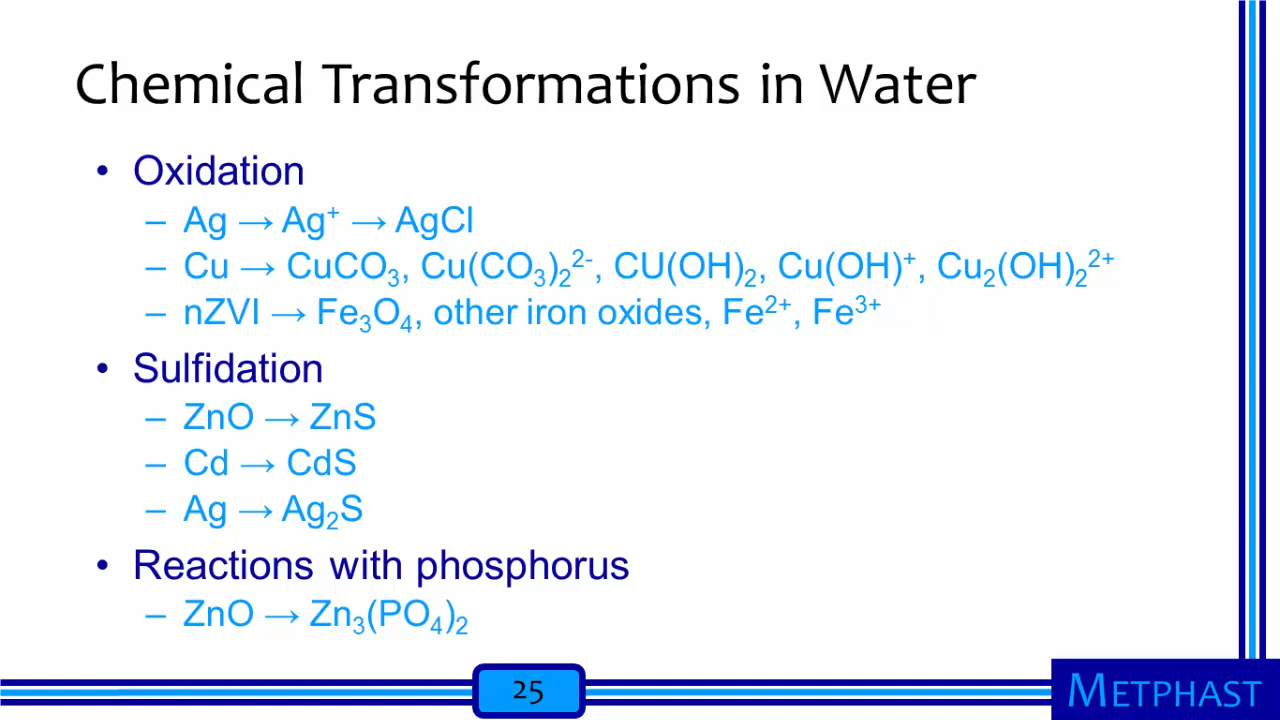 Chemical Transformations in Water
• Oxidation
– Ag → Ag⁺ → AgCl
– Cu → CuCO₃, Cu(CO₃)₂²⁻, CU(OH)₂, Cu(OH)⁺, Cu₂(OH)₂²⁺
– nZVI → Fe₃O₄, other iron oxides, Fe²⁺, Fe³⁺
• Sulfidation
– ZnO → ZnS
– Cd → CdS
– Ag → Ag₂S
• Reactions with phosphorus
– ZnO → Zn₃(PO₄)₂
25
METPHAST